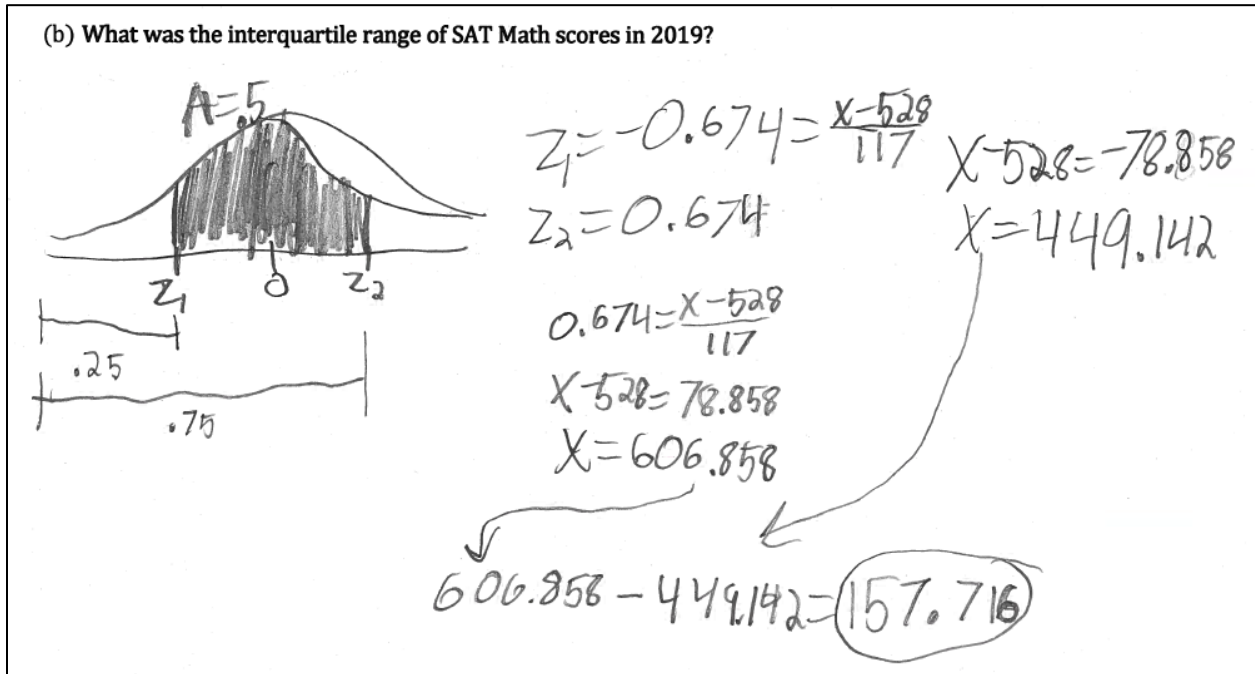 (b) What was the interquartile range of SAT Math scores in 2019?
A=.5
Z₁ 0 Z₂
.25
.75
Z₁=-0.674=(X-528)/117
Z₂=0.674
0.674=(X-528)/117
X-528=78.858
X=606.858
X-528=-78.858
X=449.142
606.858-449.142=157.716